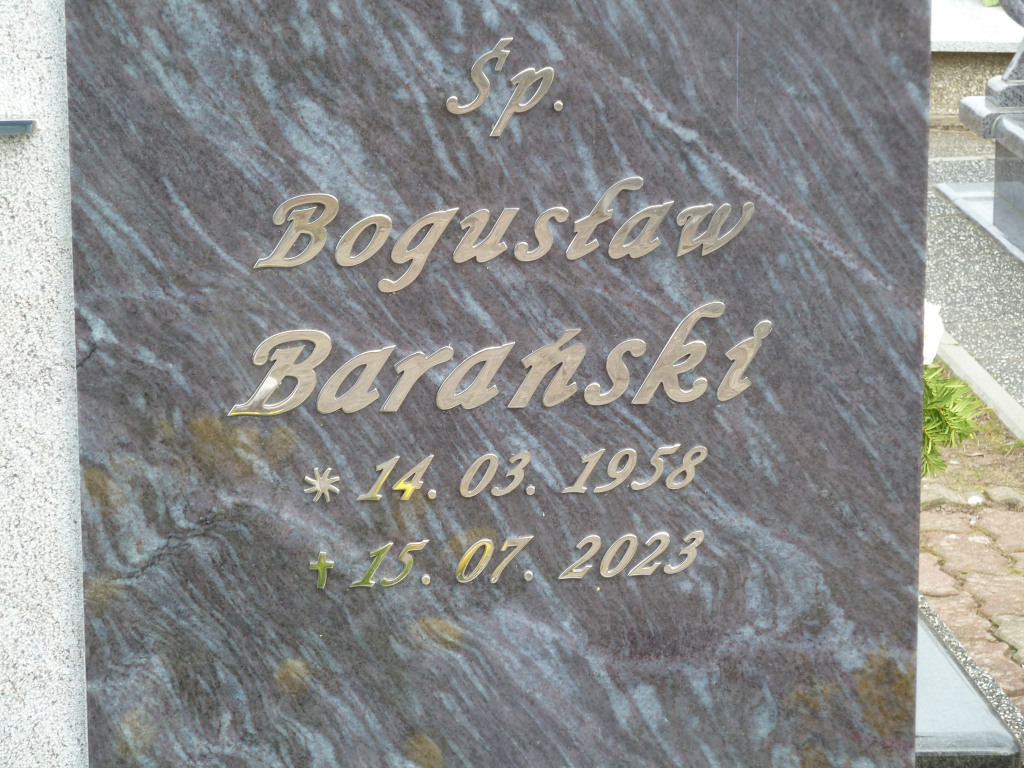 Śp.
Bogusław
Barański
* 14. 03. 1958
✝ 15. 07. 2023